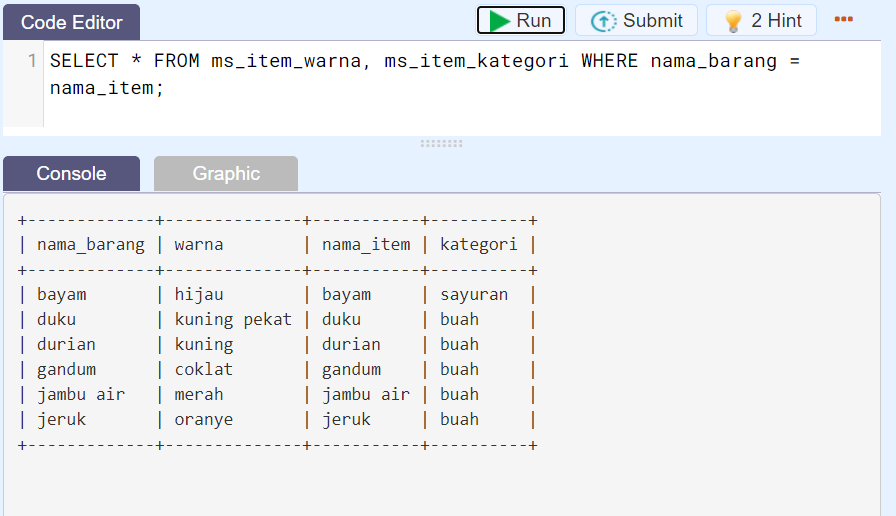 Code Editor
Run
Submit
2 Hint
1 SELECT * FROM ms_item_warna, ms_item_kategori WHERE nama_barang =
nama_item;
Console
Graphic
+-------------+--------------+-----------+----------+
| nama_barang | warna        | nama_item | kategori |
+-------------+--------------+-----------+----------+
| bayam       | hijau        | bayam     | sayuran  |
| duku        | kuning pekat | duku      | buah     |
| durian      | kuning       | durian    | buah     |
| gandum      | coklat       | gandum    | buah     |
| jambu air   | merah        | jambu air | buah     |
| jeruk       | oranye       | jeruk     | buah     |
+-------------+--------------+-----------+----------+